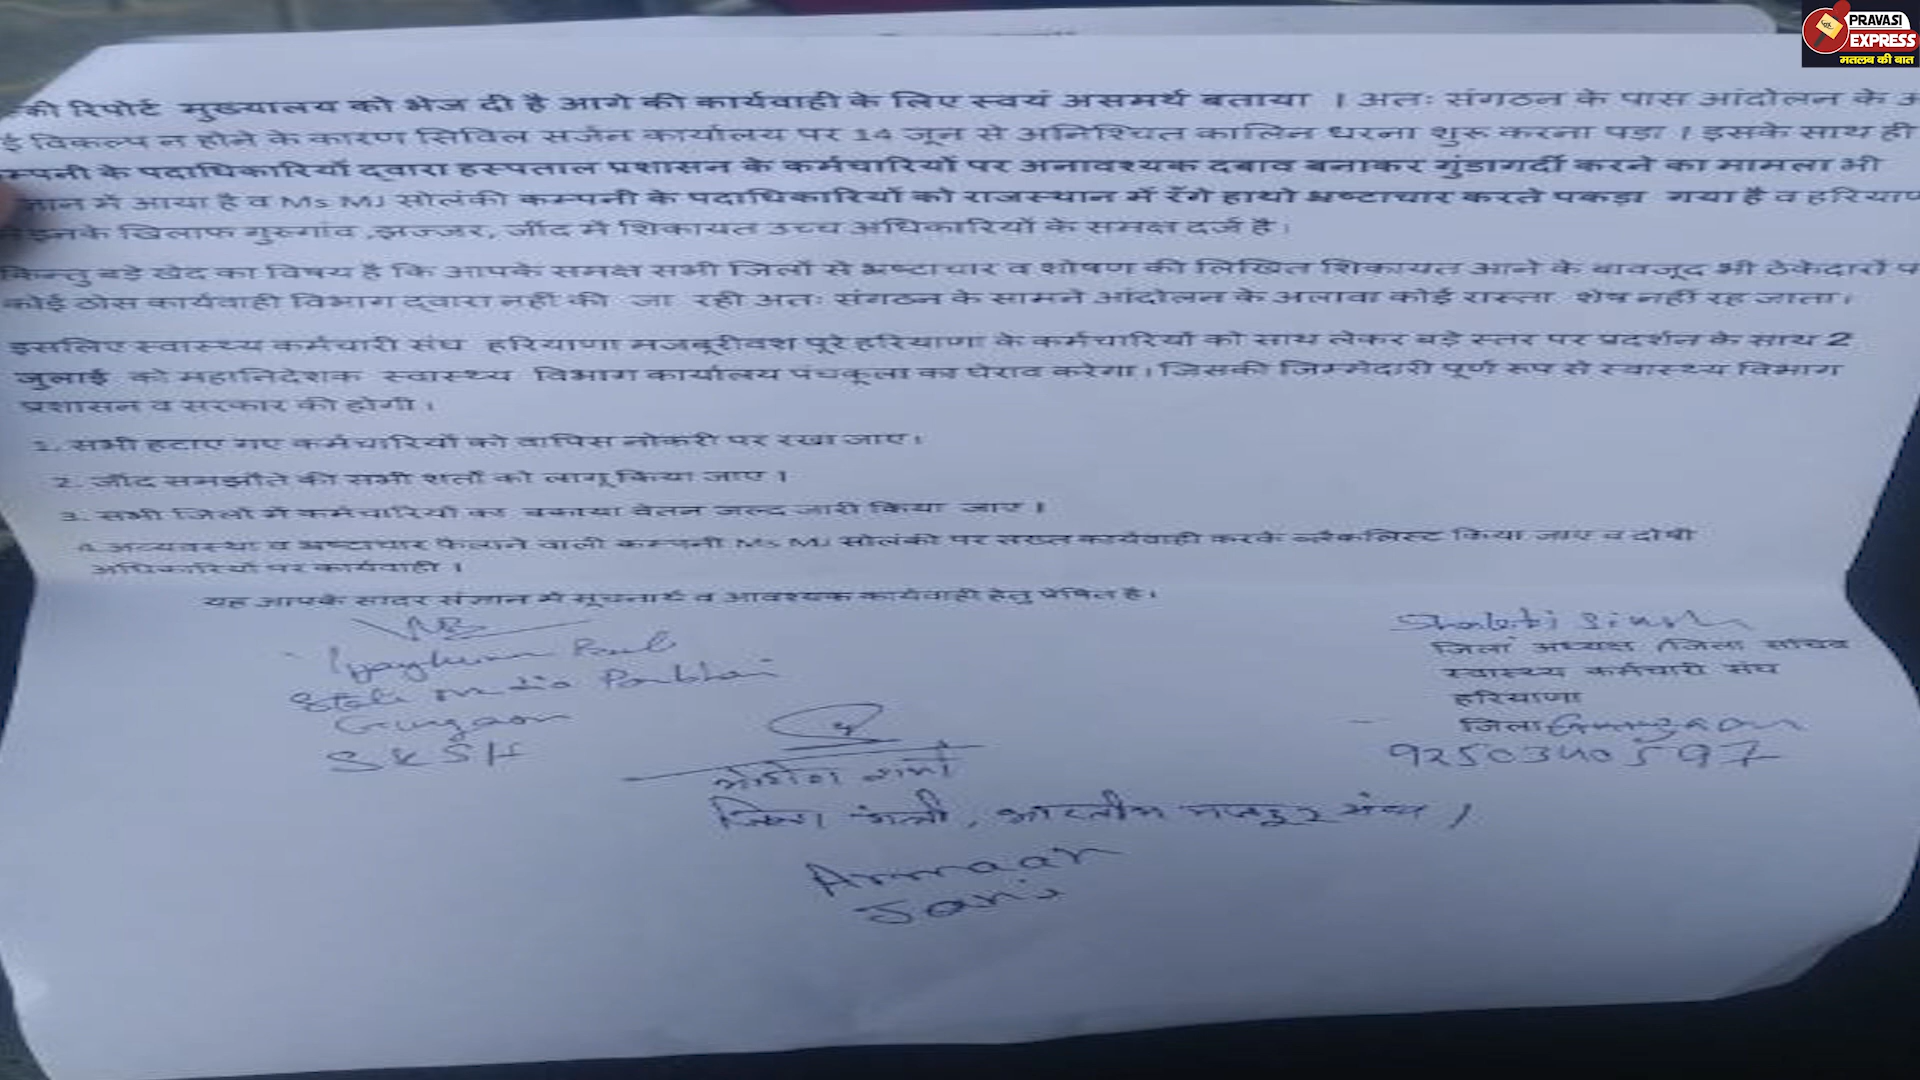 PRAVASI
EXPRESS
मतलब की बात
की रिपोर्ट मुख्यालय को भेज दी है आगे की कार्यवाही के लिए स्वयं असमर्थ बताया । अतः संगठन के पास आंदोलन के
ई विकल्प न होने के कारण सिविल सर्जन कार्यालय पर 14 जून से अनिश्चित कालिन धरना शुरू करना पड़ा । इसके साथ ही
म्पनी के पदाधिकारियों द्वारा हस्पताल प्रशासन के कर्मचारियों पर अनावश्यक दबाव बनाकर गुंडागर्दी करने का मामला भी
में आया है व Ms MJ सोलंकी कम्पनी के पदाधिकारियों को राजस्थान में रँगे हाथो भ्रष्टाचार करते पकड़ा गया है व हरियाण
इनके खिलाफ गुरुगांव ,झज्जर, जींद में शिकायत उच्च अधिकारियों के समक्ष दर्ज है।
किन्तु बड़े खेद का विषय है कि आपके समक्ष सभी जिलों से भ्रष्टाचार व शोषण की लिखित शिकायत आने के बावजूद भी ठेकेदारों प
कोई ठोस कार्यवाही विभाग द्वारा नहीं की जा रही अतः संगठन के सामने आंदोलन के अलावा कोई रास्ता शेष नहीं रह जाता।
इसलिए स्वास्थ्य कर्मचारी संघ हरियाणा मजबूरीवश पूरे हरियाणा के कर्मचारियों को साथ लेकर बड़े स्तर पर प्रदर्शन के साथ 2
जुलाई को महानिदेशक स्वास्थ्य विभाग कार्यालय पंचकूला का घेराव करेगा। जिसकी जिम्मेदारी पूर्ण रूप से स्वास्थ्य विभाग
प्रशासन व सरकार की होगी ।
1. सभी हटाए गए कर्मचारियों को वापिस नोकरी पर रखा जाए।
2. जींद समझौते की सभी शर्तों को लागू किया जाए ।
3. सभी जिलों में कर्मचारियों का बकाया वेतन जल्द जारी किया जाए ।
4. अव्यवस्था व भ्रष्टाचार फैलाने वाली कम्पनी Ms MJ सोलंकी पर सख्त कार्यवाही करके ब्लैकलिस्ट किया जाए व दोषी
अधिकारियों पर कार्यवाही ।
यह आपके सादर संज्ञान में सूचनार्थ व आवश्यक कार्यवाही हेतु प्रेषित है।
Singh
जिला अध्यक्ष /जिला सचिव
स्वास्थ्य कर्मचारी संघ
हरियाणा
जिला Gurgaon
9250340597
State media
Gurgaon
SKSH
शर्मा
जिला मंत्री, भारतीय मजदूर संघ ।
Armaan